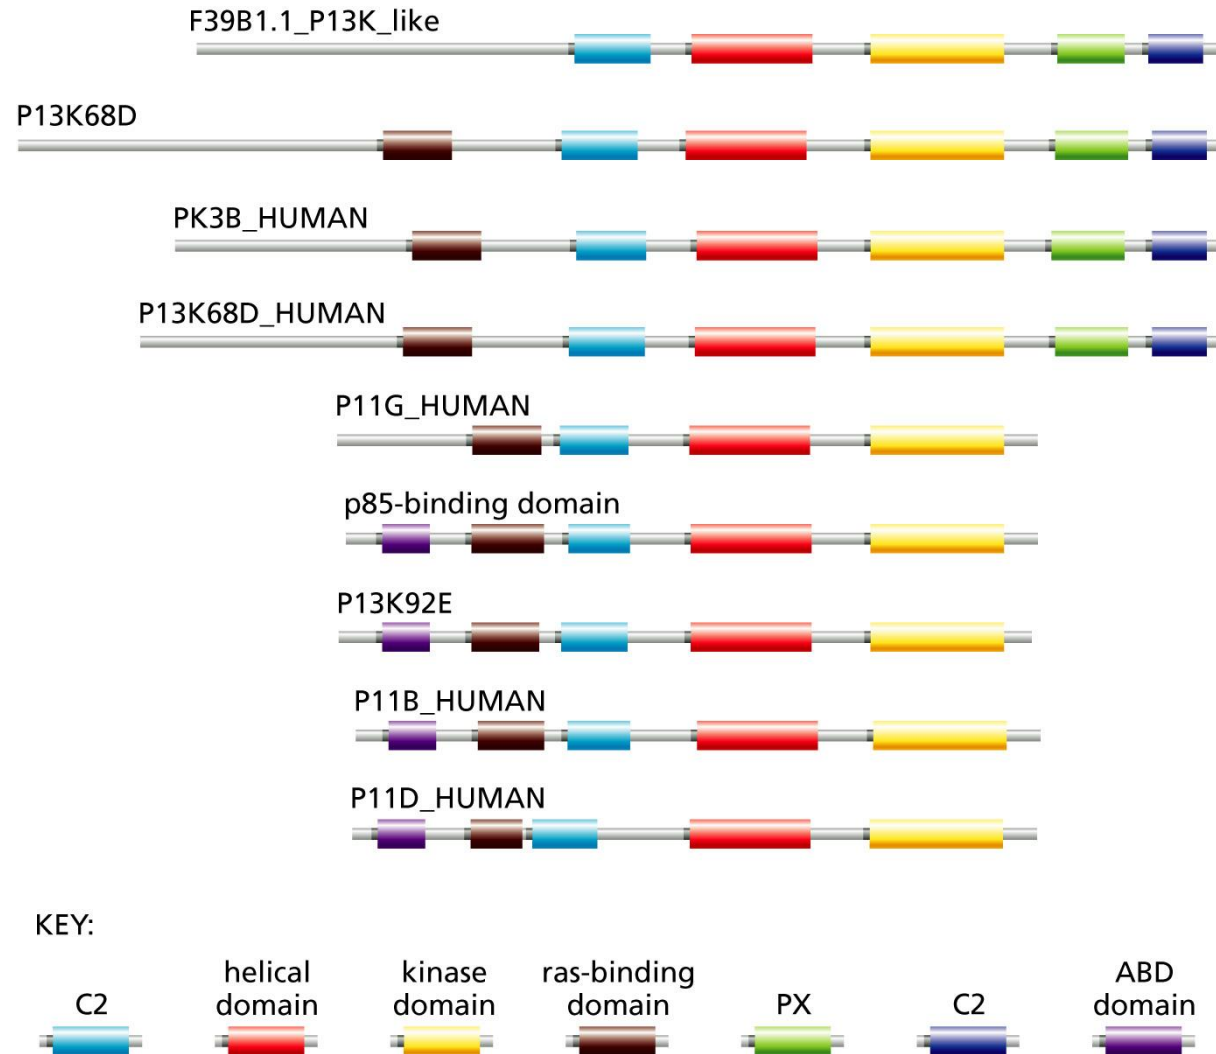 F39B1.1_P13K_like
P13K68D
PK3B_HUMAN
P13K68D_HUMAN
P11G_HUMAN
p85-binding domain
P13K92E
P11B_HUMAN
P11D_HUMAN
KEY:
C2
helical
domain
kinase
domain
ras-binding
domain
PX
C2
ABD
domain